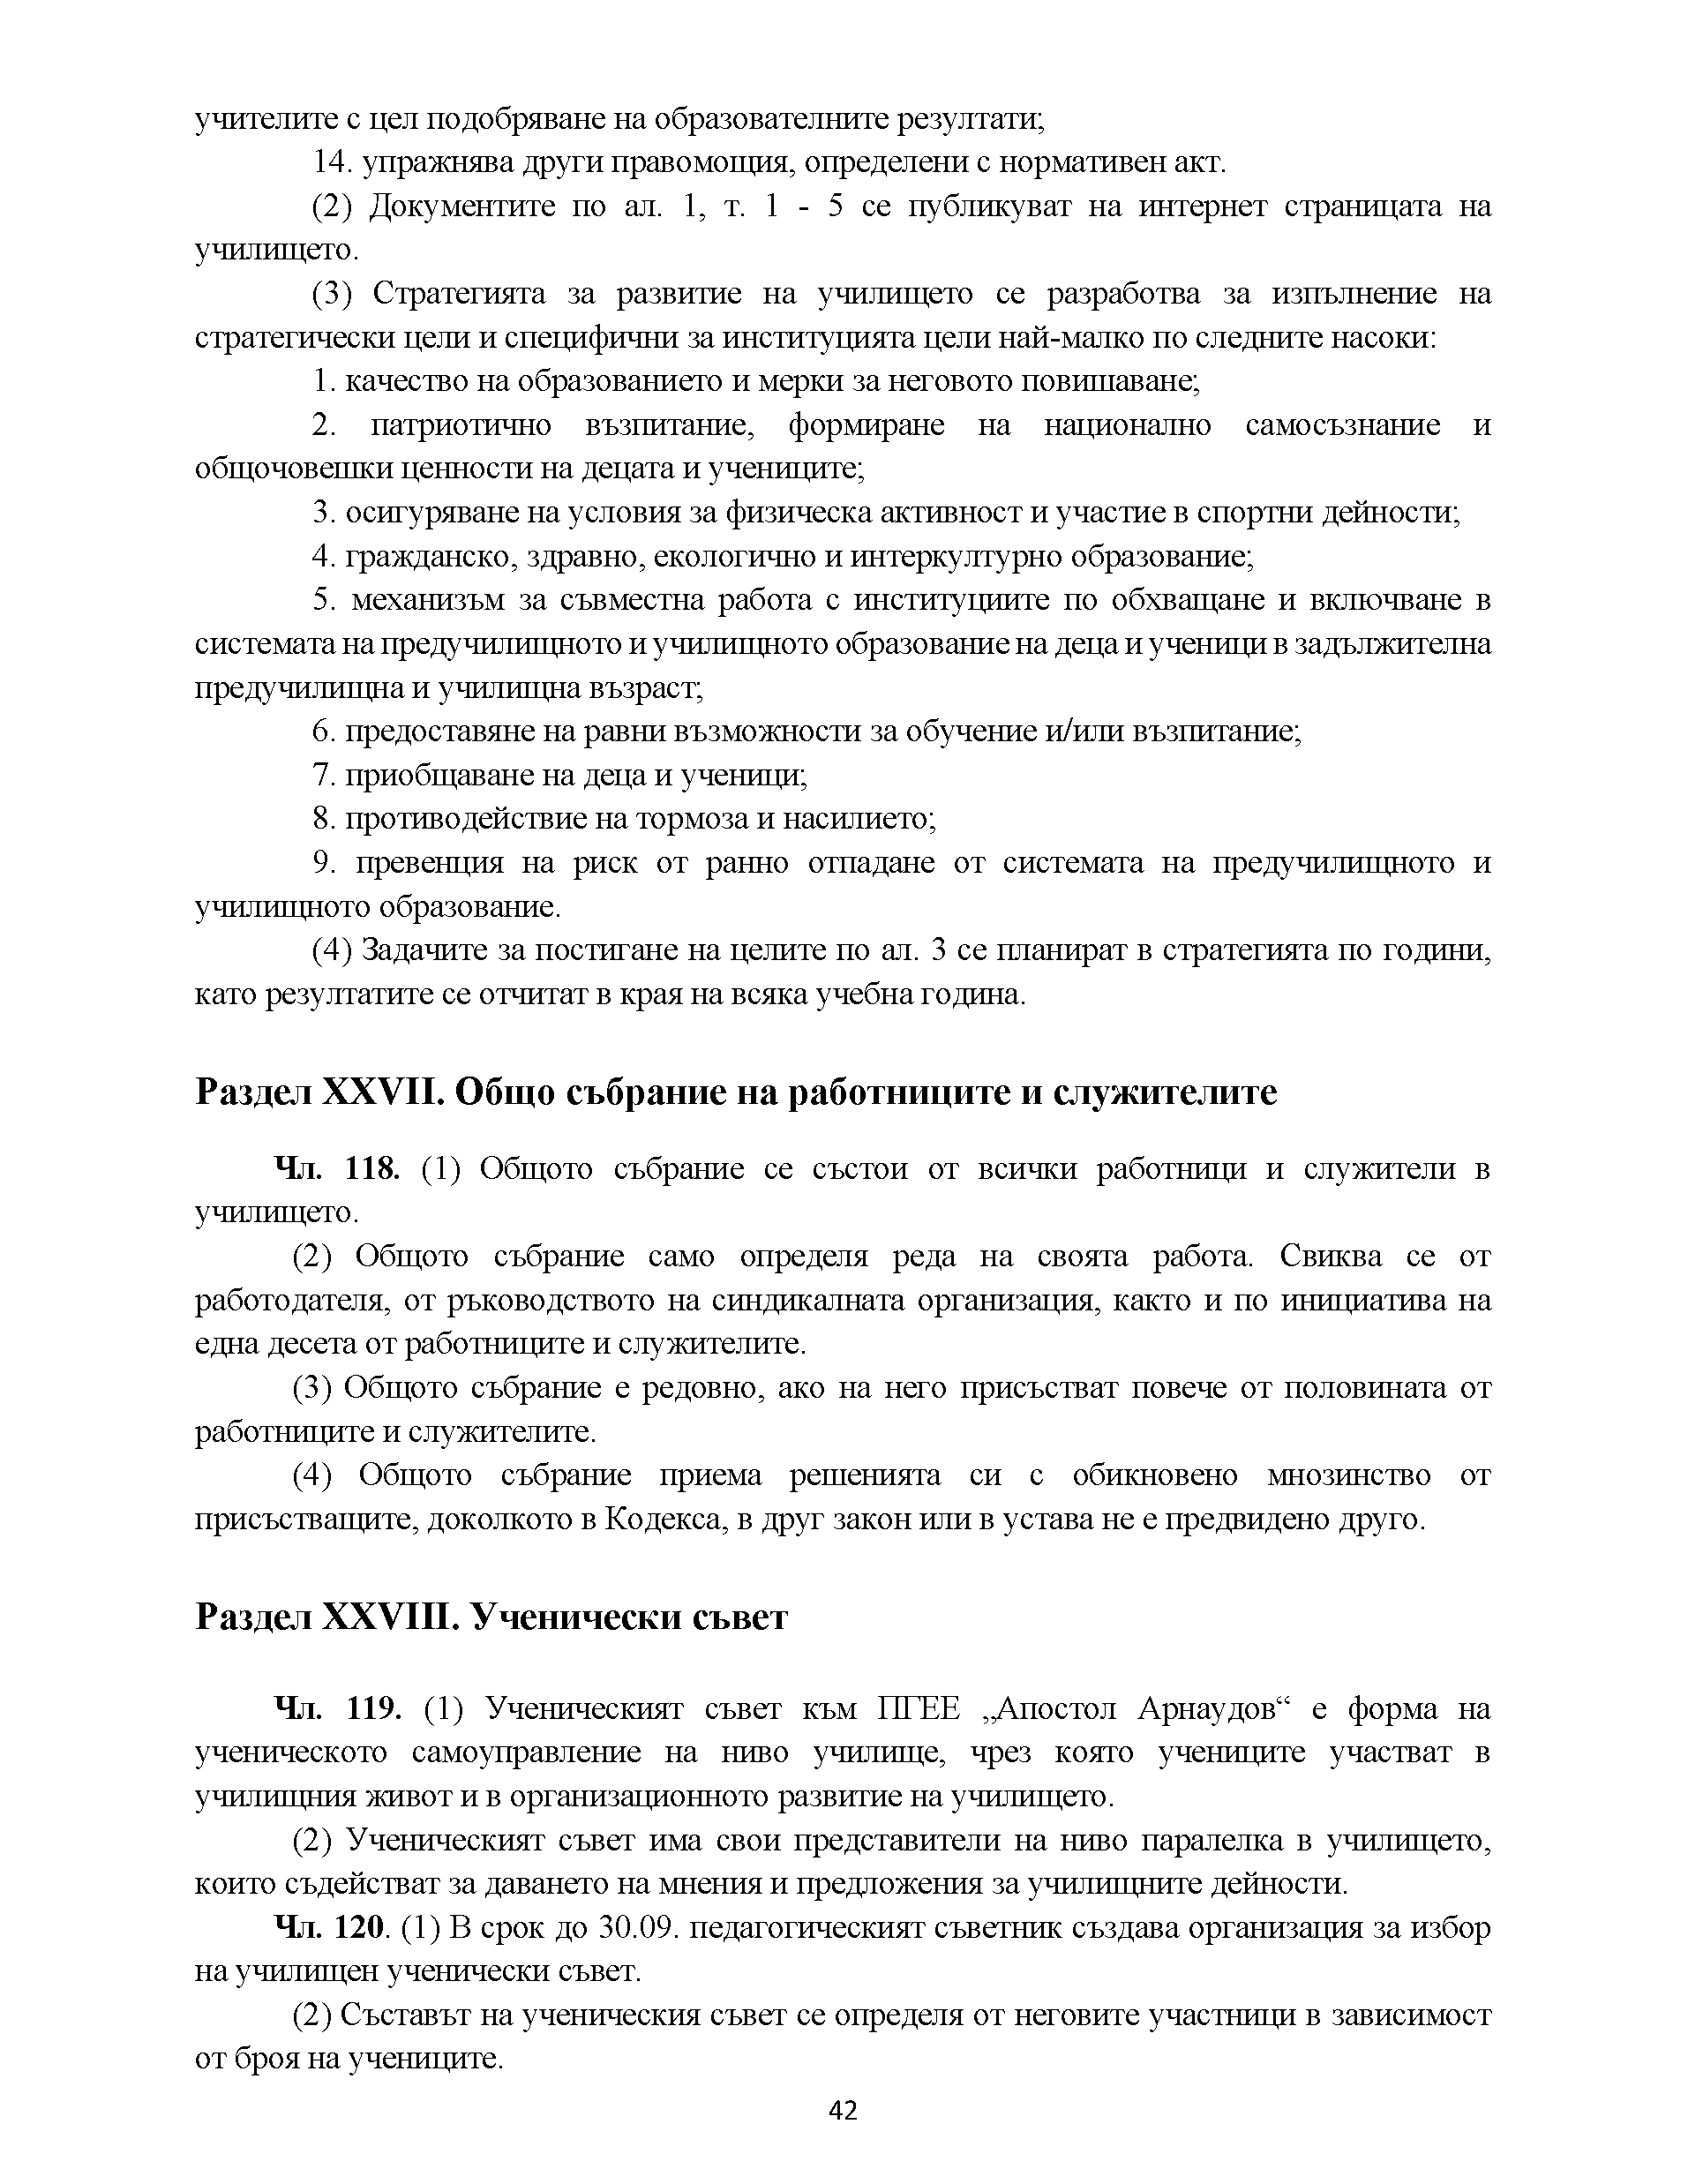 учителите с цел подобряване на образователните резултати;
14. упражнява други правомощия, определени с нормативен акт.
(2) Документите по ал. 1, т. 1 - 5 се публикуват на интернет страницата на
училището.
(3) Стратегията за развитие на училището се разработва за изпълнение на
стратегически цели и специфични за институцията цели най-малко по следните насоки:
1. качество на образованието и мерки за неговото повишаване;
2. патриотично възпитание, формиране на национално самосъзнание и
общочовешки ценности на децата и учениците;
3. осигуряване на условия за физическа активност и участие в спортни дейности;
4. гражданско, здравно, екологично и интеркултурно образование;
5. механизъм за съвместна работа с институциите по обхващане и включване в
системата на предучилищното и училищното образование на деца и ученици в задължителна
предучилищна и училищна възраст;
6. предоставяне на равни възможности за обучение и/или възпитание;
7. приобщаване на деца и ученици;
8. противодействие на тормоза и насилието;
9. превенция на риск от ранно отпадане от системата на предучилищното и
училищното образование.
(4) Задачите за постигане на целите по ал. 3 се планират в стратегията по години,
като резултатите се отчитат в края на всяка учебна година.
Раздел XXVII. Общо събрание на работниците и служителите
Чл. 118. (1) Общото събрание се състои от всички работници и служители в
училището.
(2) Общото събрание само определя реда на своята работа. Свиква се от
работодателя, от ръководството на синдикалната организация, както и по инициатива на
една десета от работниците и служителите.
(3) Общото събрание е редовно, ако на него присъстват повече от половината от
работниците и служителите.
(4) Общото събрание приема решенията си с обикновено мнозинство от
присъстващите, доколкото в Кодекса, в друг закон или в устава не е предвидено друго.
Раздел XXVIII. Ученически съвет
Чл. 119. (1) Ученическият съвет към ПГЕЕ „Апостол Арнаудов“ е форма на
ученическото самоуправление на ниво училище, чрез която учениците участват в
училищния живот и в организационното развитие на училището.
(2) Ученическият съвет има свои представители на ниво паралелка в училището,
които съдействат за даването на мнения и предложения за училищните дейности.
Чл. 120. (1) В срок до 30.09. педагогическият съветник създава организация за избор
на училищен ученически съвет.
(2) Съставът на ученическия съвет се определя от неговите участници в зависимост
от броя на учениците.
42